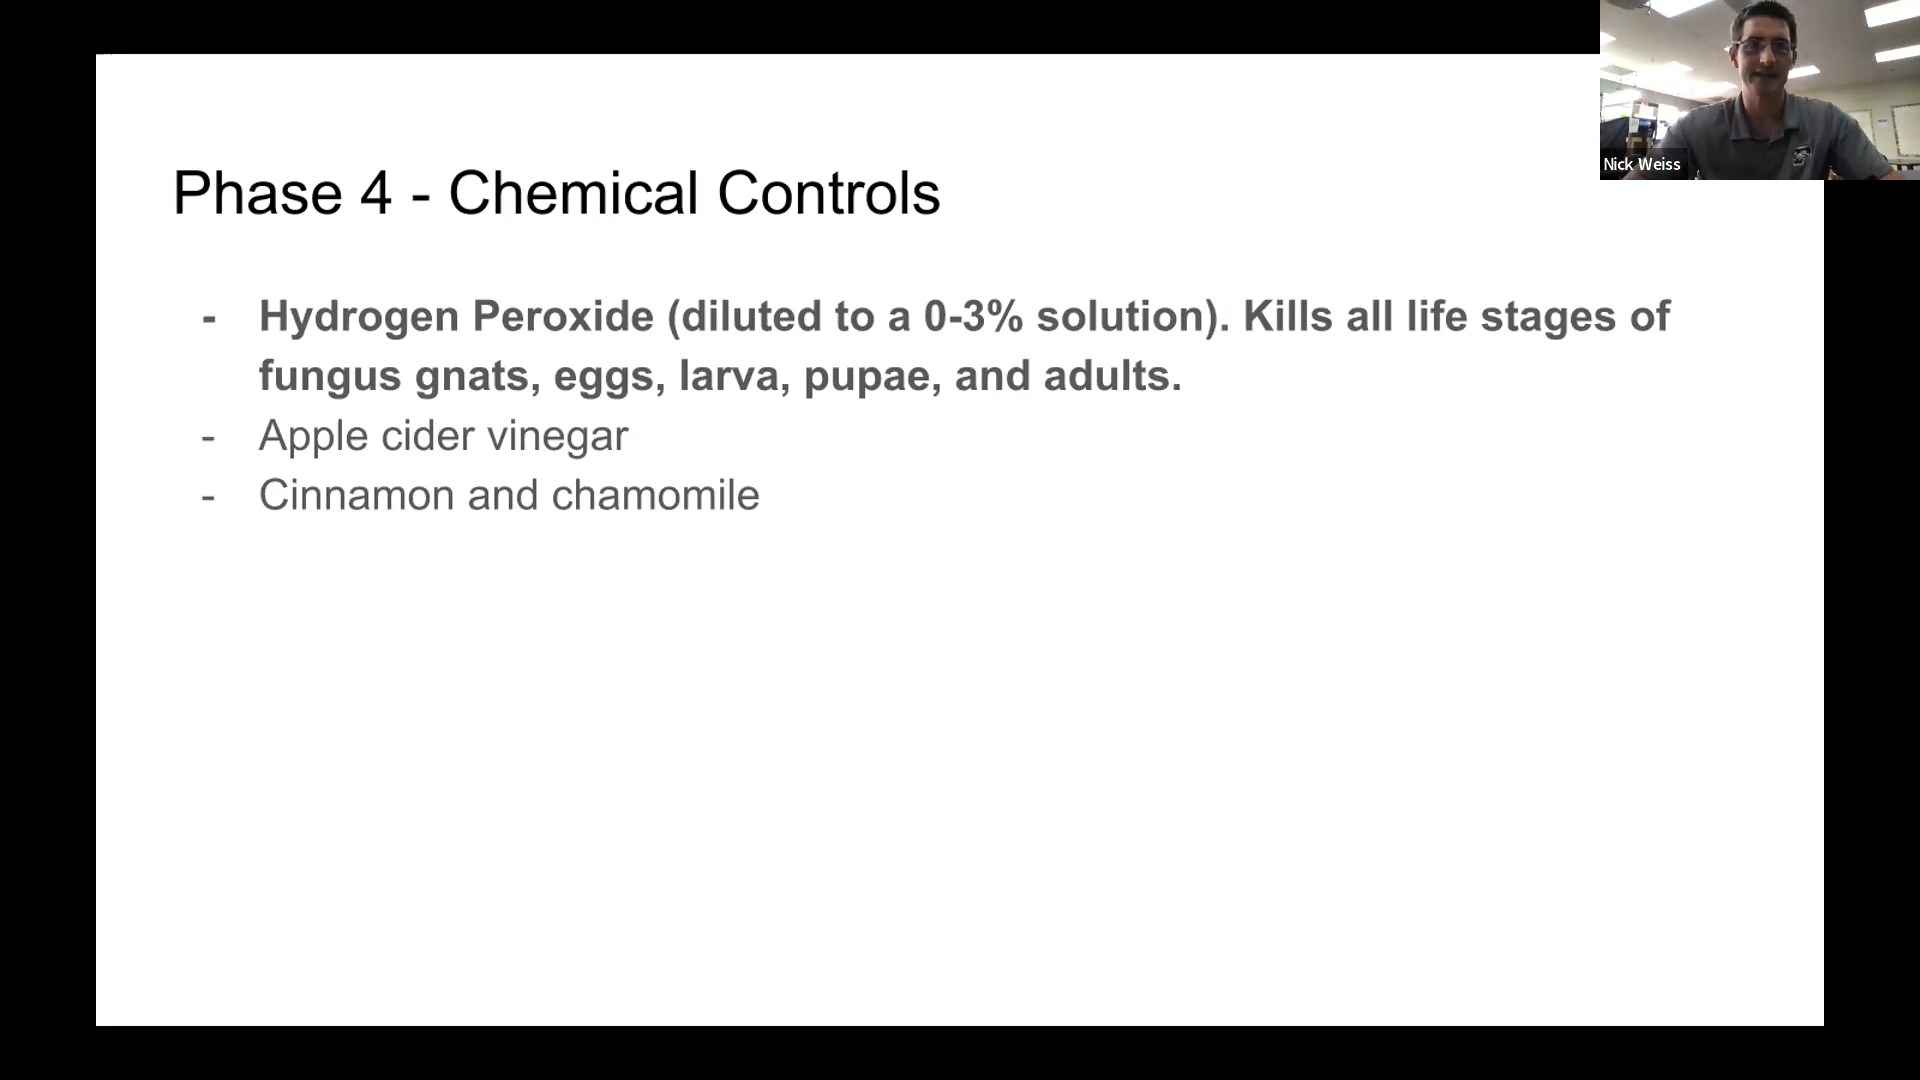 Nick Weiss
Phase 4 - Chemical Controls
- Hydrogen Peroxide (diluted to a 0-3% solution). Kills all life stages of
fungus gnats, eggs, larva, pupae, and adults.
- Apple cider vinegar
- Cinnamon and chamomile